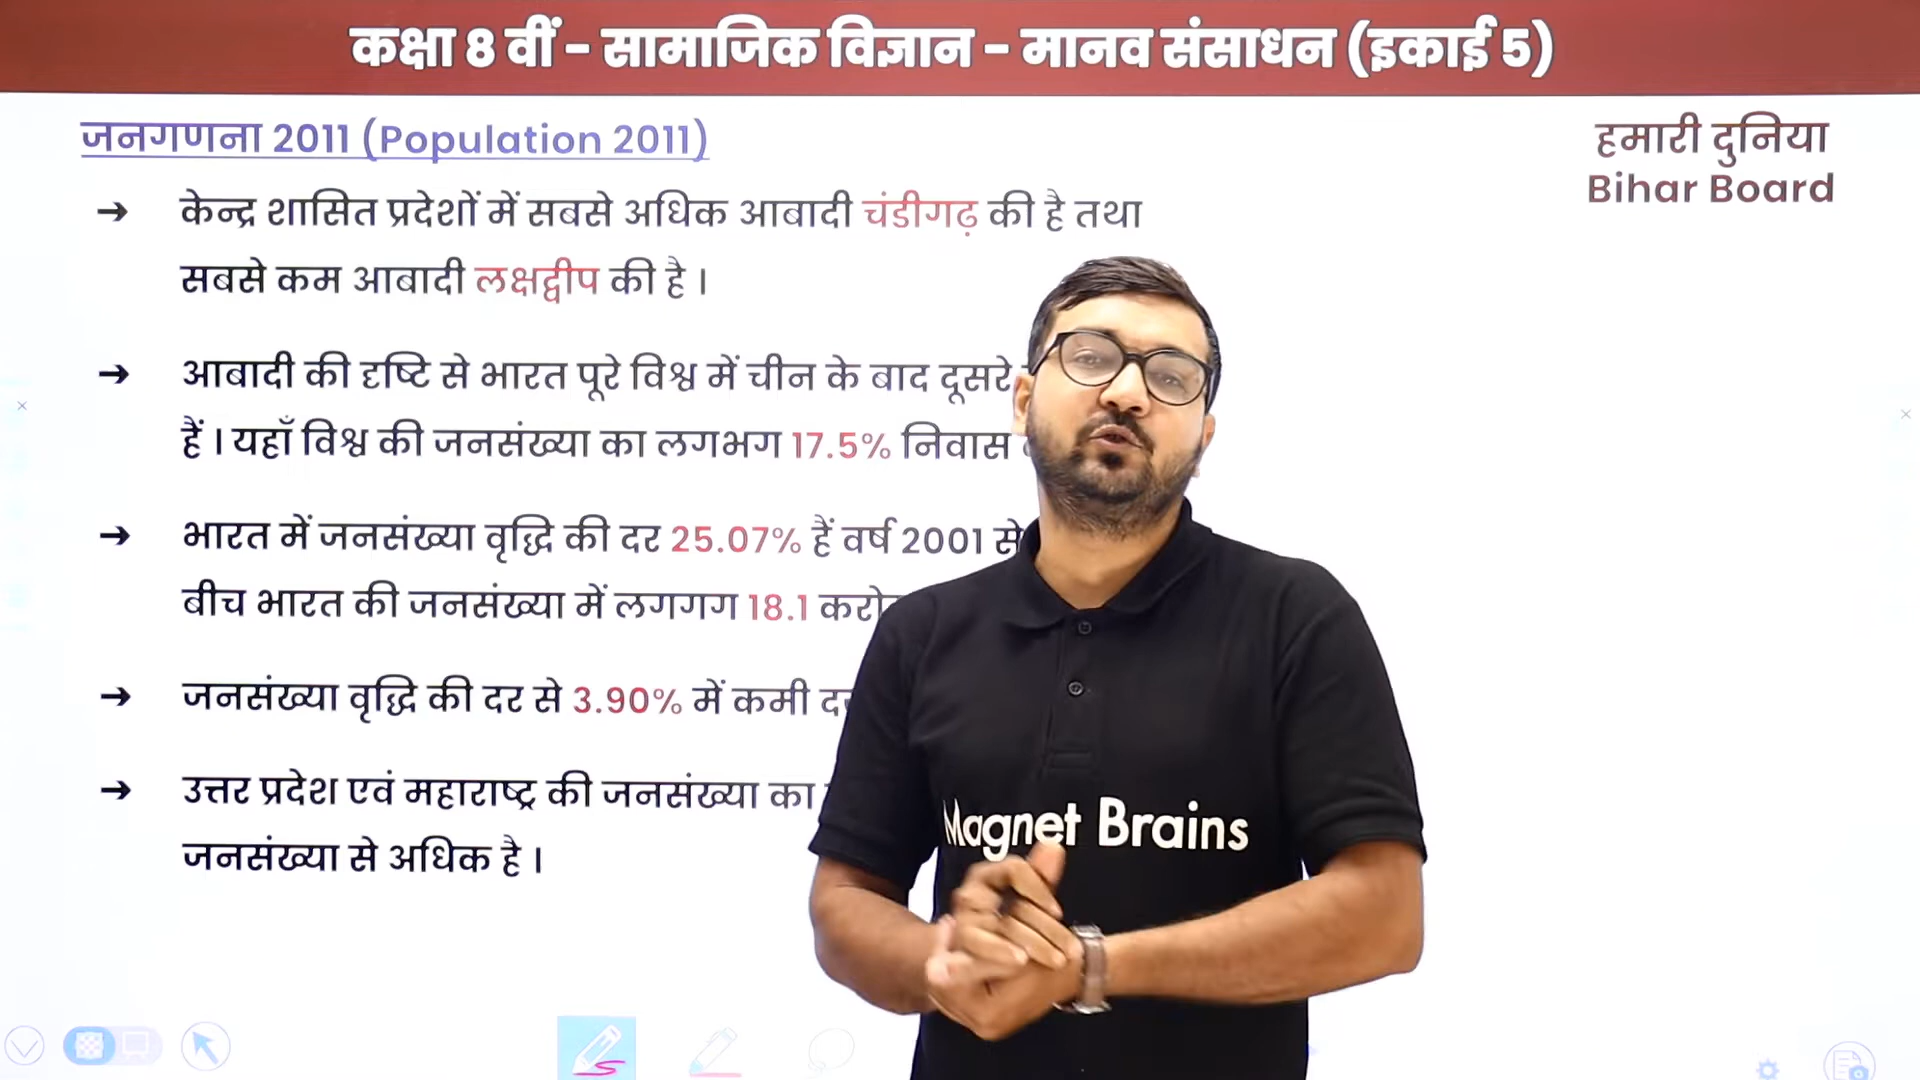 कक्षा 8 वीं - सामाजिक विज्ञान - मानव संसाधन (इकाई 5)
जनगणना 2011 (Population 2011)
हमारी दुनिया
Bihar Board
→ केन्द्र शासित प्रदेशों में सबसे अधिक आबादी चंडीगढ़ की है तथा
सबसे कम आबादी लक्षद्वीप की है ।
→ आबादी की दृष्टि से भारत पूरे विश्व में चीन के बाद दूसरे
हैं । यहाँ विश्व की जनसंख्या का लगभग 17.5% निवास
→ भारत में जनसंख्या वृद्धि की दर 25.07% हैं वर्ष 2001 से
बीच भारत की जनसंख्या में लगगग 18.1
→ जनसंख्या वृद्धि की दर से 3.90% में कमी
→ उत्तर प्रदेश एवं महाराष्ट्र की जनसंख्या का
जनसंख्या से अधिक है ।
Magnet Brains